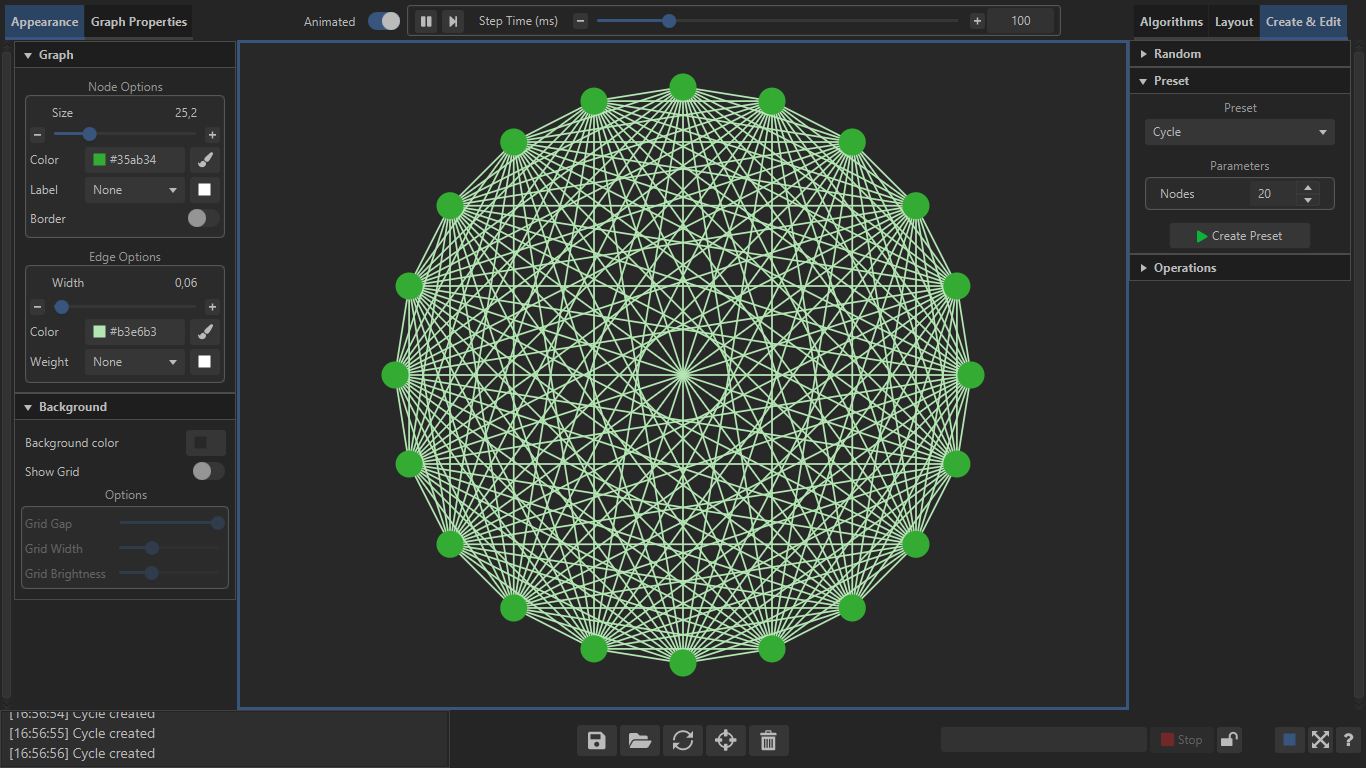 Appearance
Graph Properties
Animated
Step Time (ms)
−
+
100
Algorithms
Layout
Create & Edit
Graph
Node Options
Size
25,2
−
+
Color
#35ab34
Label
None
Border
Edge Options
Width
0,06
−
+
Color
#b3e6b3
Weight
None
Background
Background color
Show Grid
Options
Grid Gap
Grid Width
Grid Brightness
Random
Preset
Preset
Cycle
Parameters
Nodes
20
Create Preset
Operations
[16:56:54] Cycle created
[16:56:55] Cycle created
[16:56:56] Cycle created
Stop
?